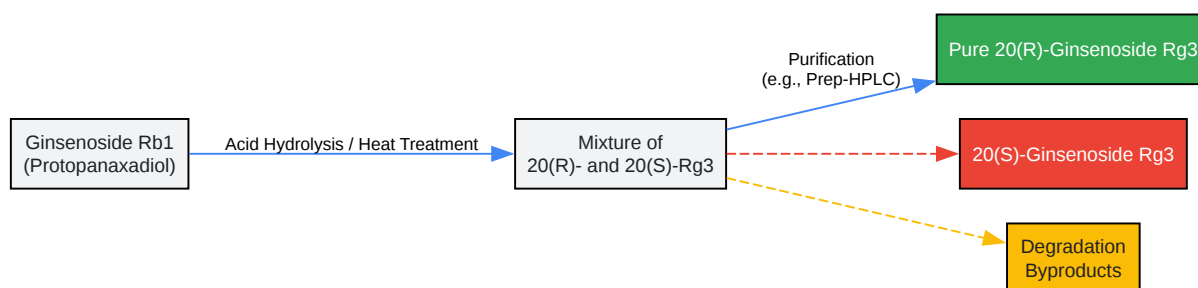 Ginsenoside Rb1
(Protopanaxadiol)
Acid Hydrolysis / Heat Treatment
Mixture of
20(R)- and 20(S)-Rg3
Purification
(e.g., Prep-HPLC)
Pure 20(R)-Ginsenoside Rg3
20(S)-Ginsenoside Rg3
Degradation
Byproducts